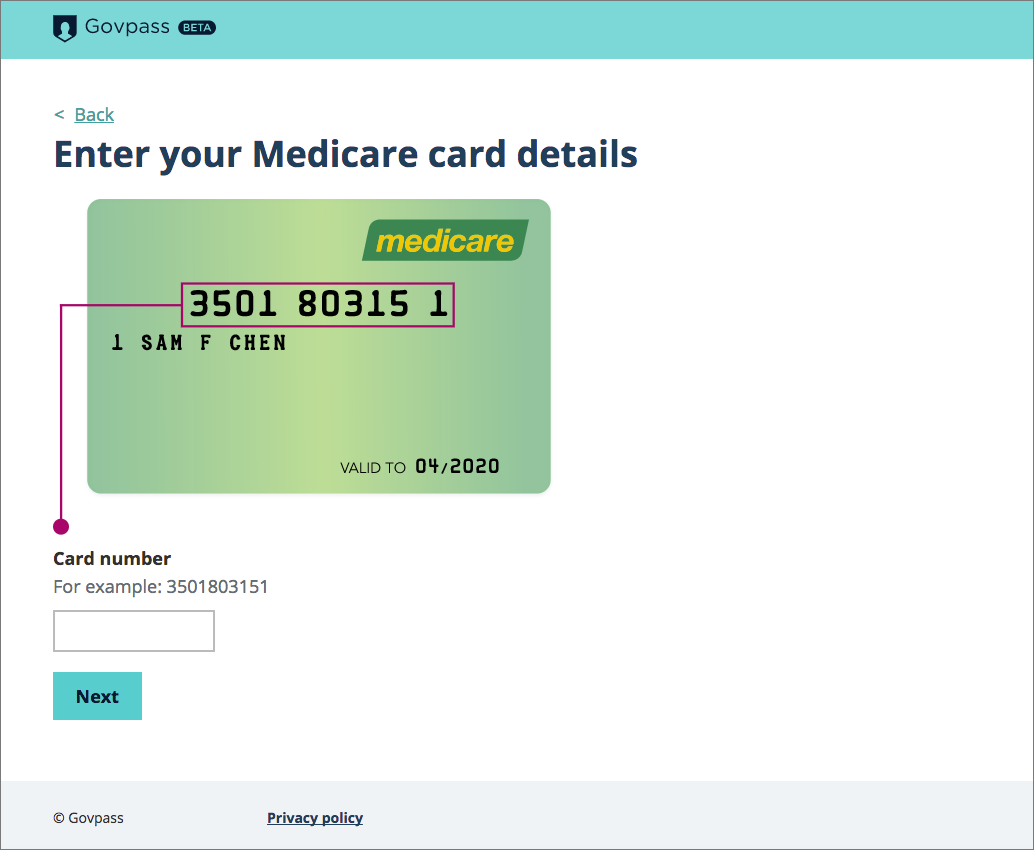 Govpass BETA
< Back
Enter your Medicare card details
medicare
3501 80315 1
1 SAM F CHEN
VALID TO 04/2020
Card number
For example: 3501803151
Next
© Govpass Privacy policy